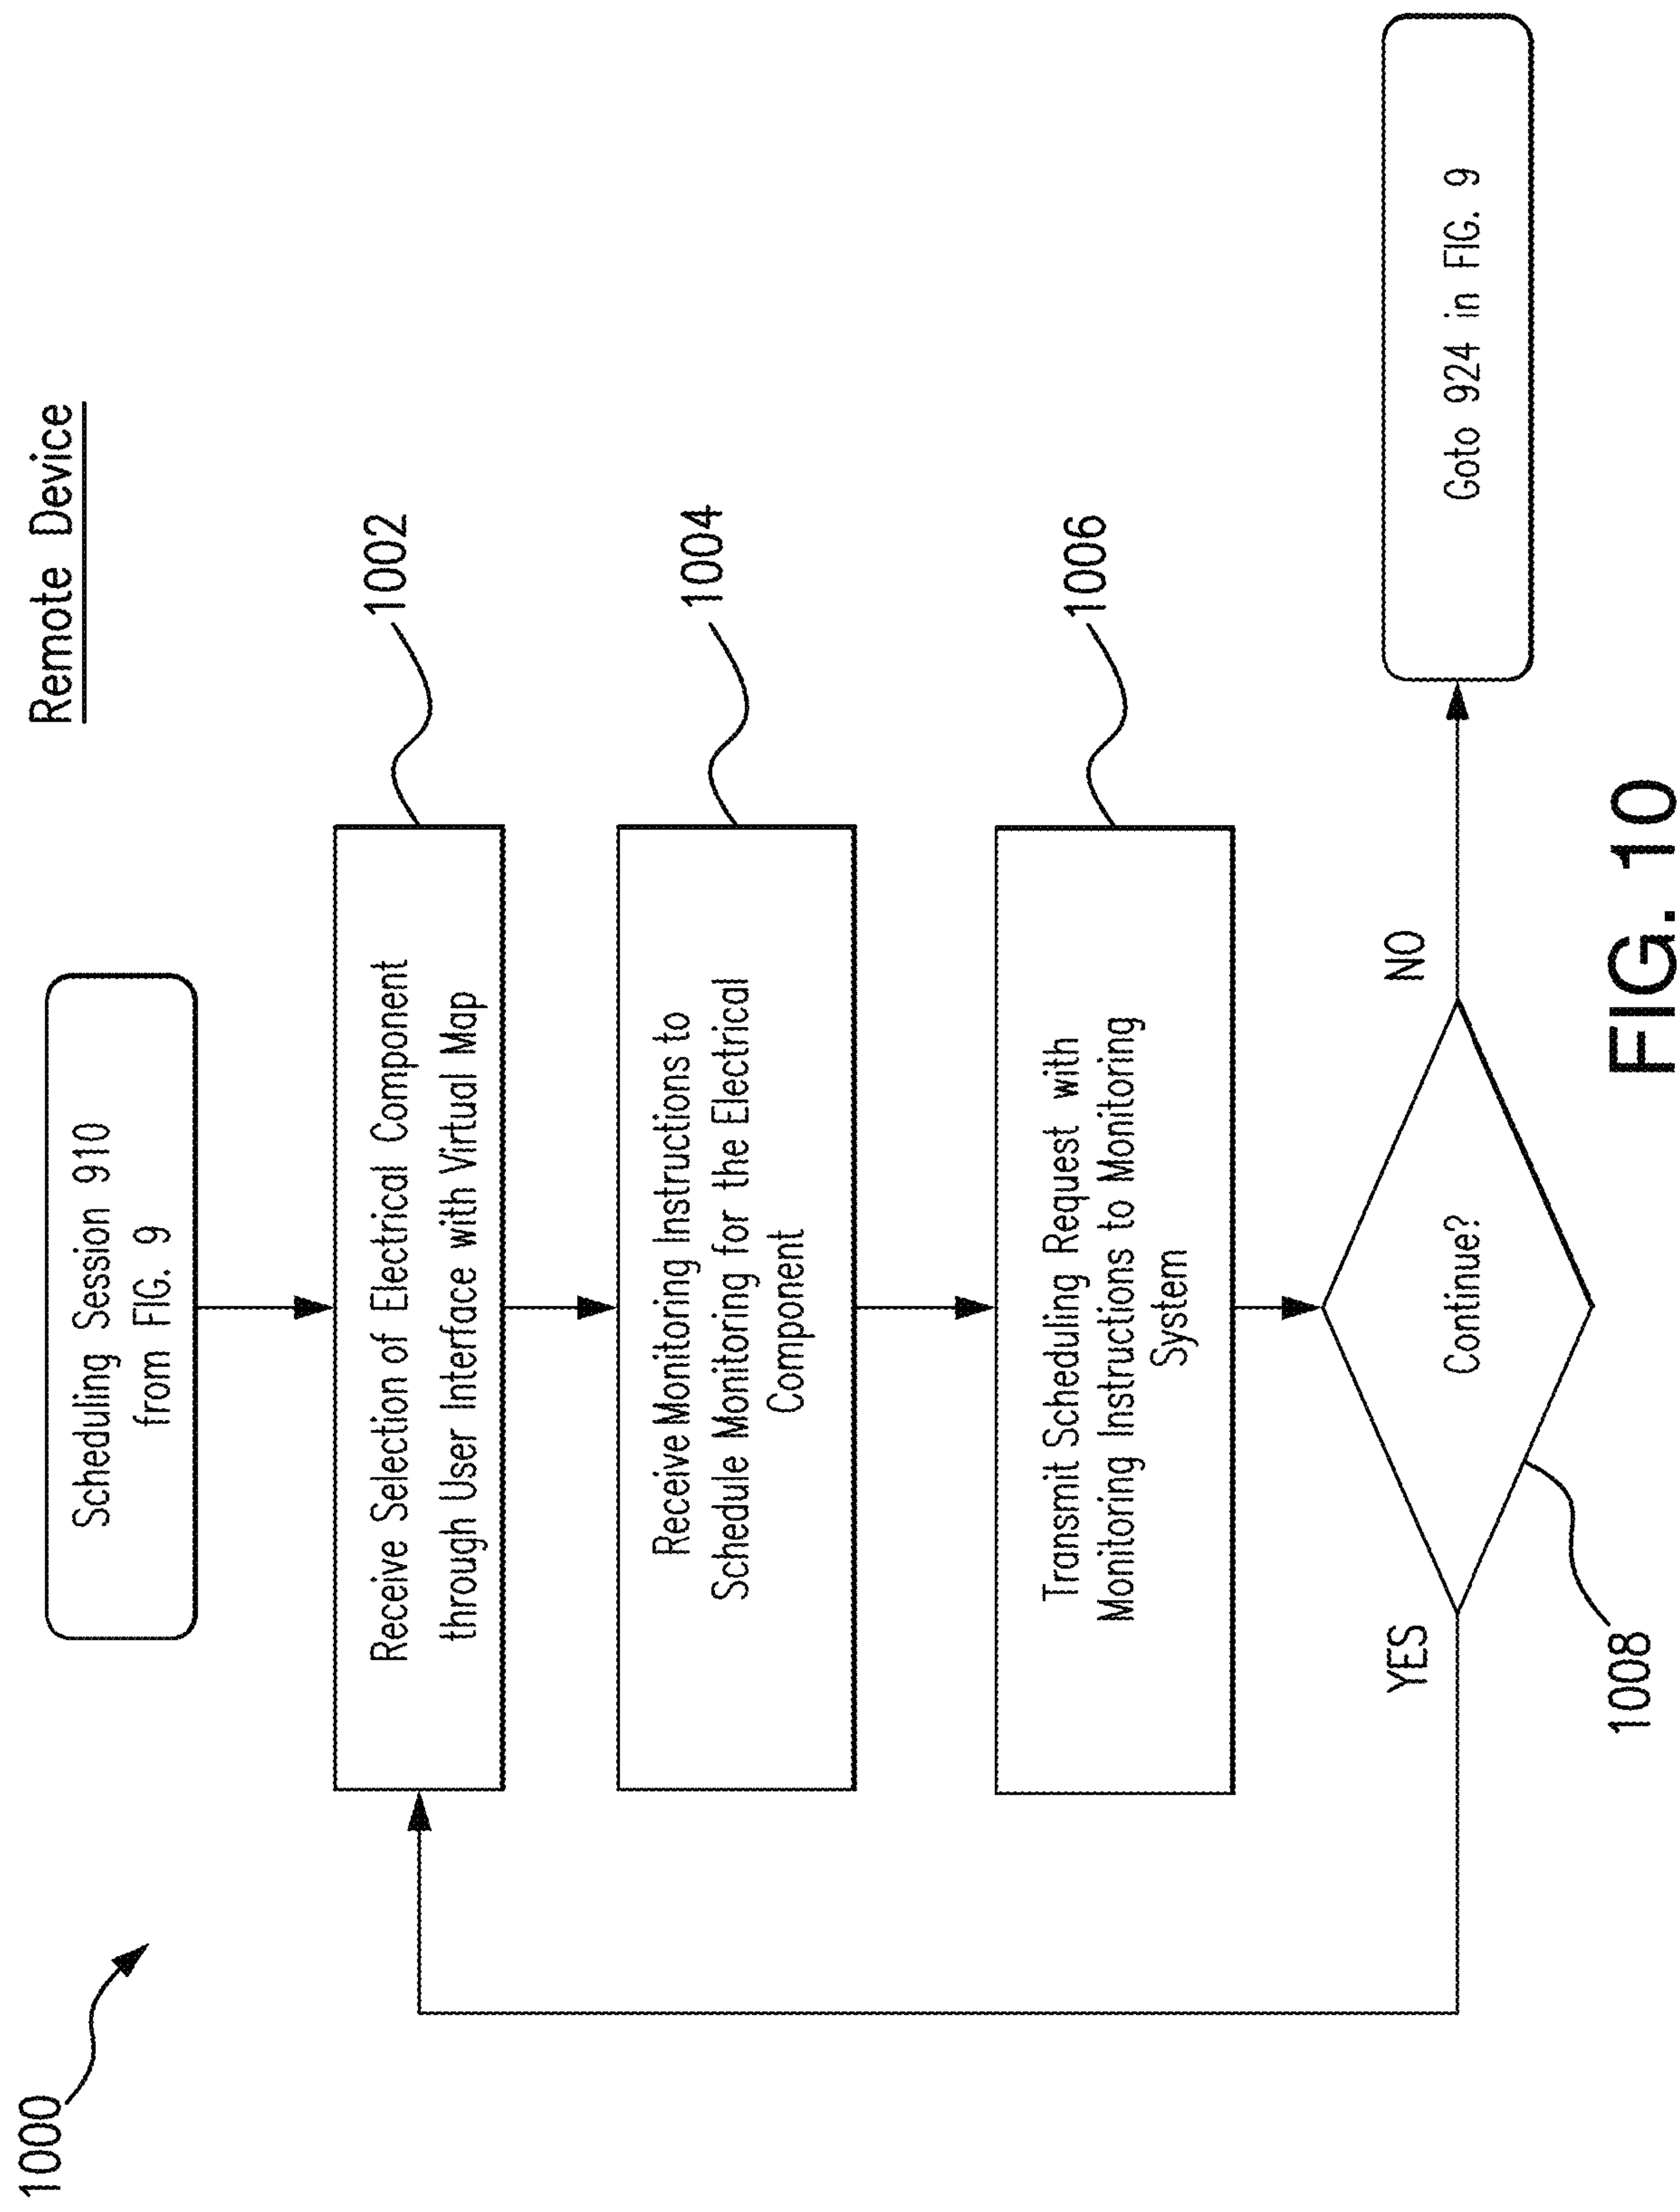 1000
Remote Device
Scheduling Session 910
from FIG. 9
Receive Selection of Electrical Component
through User Interface with Virtual Map
1002
Receive Monitoring Instructions to
Schedule Monitoring for the Electrical
Component
1004
Transmit Scheduling Request with
Monitoring Instructions to Monitoring
System
1006
YES
Continue?
NO
Goto 924 in FIG. 9
1008
FIG. 10